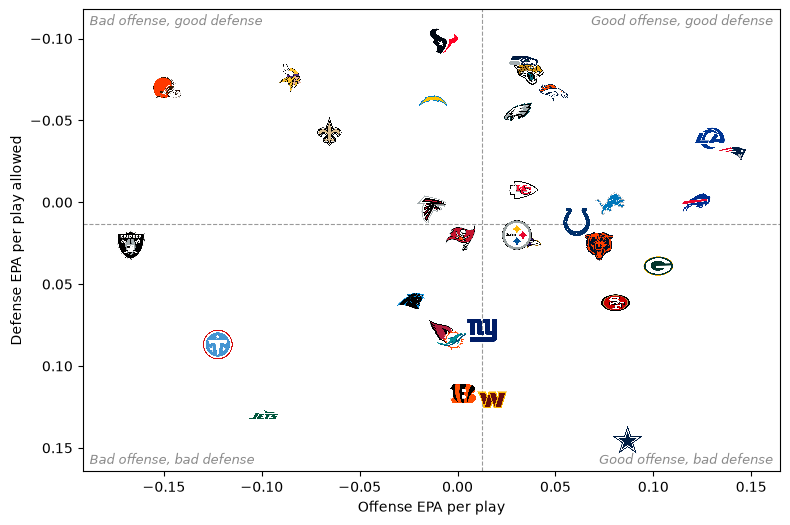 Bad offense, good defense
Good offense, good defense
−0.10
−0.05
0.00
0.05
0.10
0.15
Defense EPA per play allowed
JETS
ny
Bad offense, bad defense
Good offense, bad defense
−0.15
−0.10
−0.05
0.00
0.05
0.10
0.15
Offense EPA per play